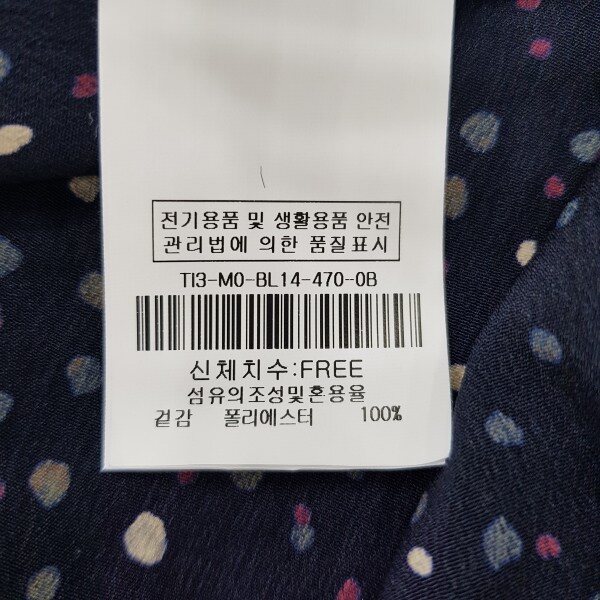 전기용품 및 생활용품 안전
관리법에 의한 품질표시
TI3-MO-BL14-470-0B
신체치수:FREE
섬유의조성및혼용율
겉감 폴리에스터 100%